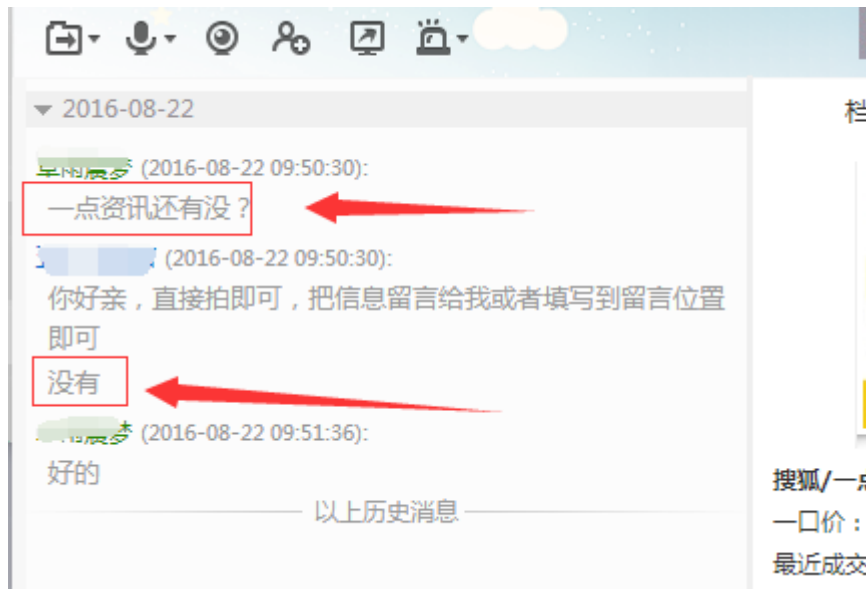 2016-08-22
档
(2016-08-22 09:50:30):
一点资讯还有没？
(2016-08-22 09:50:30):
你好亲，直接拍即可，把信息留言给我或者填写到留言位置
即可
没有
(2016-08-22 09:51:36):
好的
以上历史消息
搜狐/一点
一口价：
最近成交